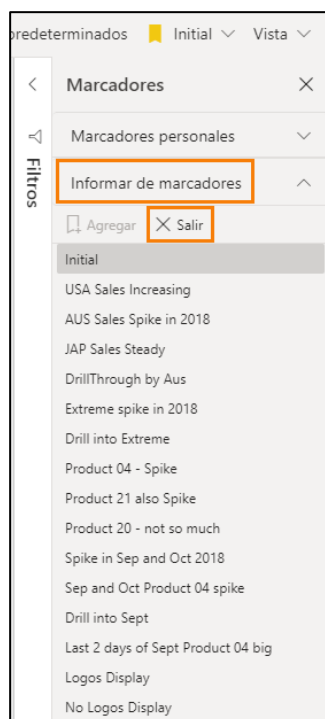 predeterminados Initial Vista
Marcadores
Filtros
Marcadores personales
Informar de marcadores
Agregar Salir
Initial
USA Sales Increasing
AUS Sales Spike in 2018
JAP Sales Steady
DrillThrough by Aus
Extreme spike in 2018
Drill into Extreme
Product 04 - Spike
Product 21 also Spike
Product 20 - not so much
Spike in Sep and Oct 2018
Sep and Oct Product 04 spike
Drill into Sept
Last 2 days of Sept Product 04 big
Logos Display
No Logos Display